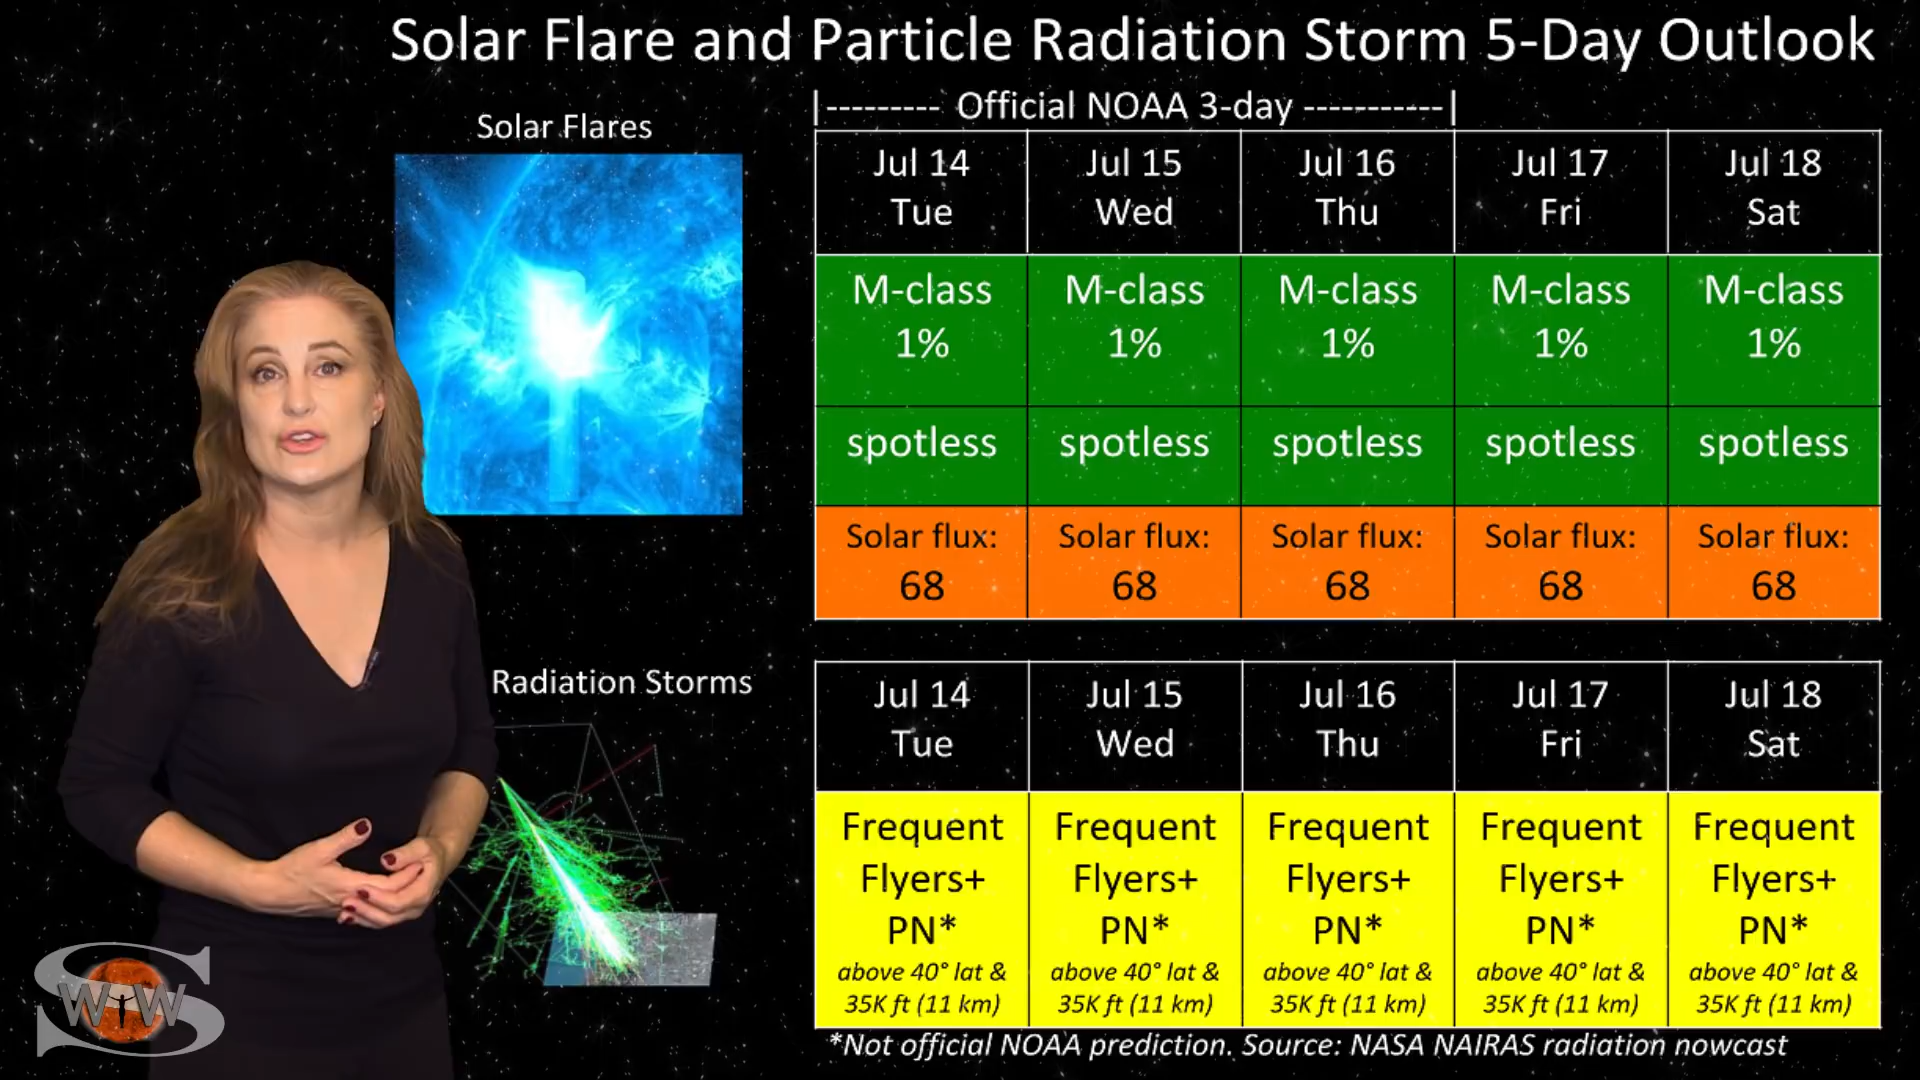 Solar Flare and Particle Radiation Storm 5-Day Outlook
|--------- Official NOAA 3-day -----------|
Solar Flares
Jul 14 Jul 15 Jul 16 Jul 17 Jul 18
Tue Wed Thu Fri Sat
M-class M-class M-class M-class M-class
1% 1% 1% 1% 1%
spotless spotless spotless spotless spotless
Solar flux: Solar flux: Solar flux: Solar flux: Solar flux:
68 68 68 68 68
Radiation Storms
Jul 14 Jul 15 Jul 16 Jul 17 Jul 18
Tue Wed Thu Fri Sat
Frequent Frequent Frequent Frequent Frequent
Flyers+ Flyers+ Flyers+ Flyers+ Flyers+
PN* PN* PN* PN* PN*
above 40° lat & above 40° lat & above 40° lat & above 40° lat & above 40° lat &
35K ft (11 km) 35K ft (11 km) 35K ft (11 km) 35K ft (11 km) 35K ft (11 km)
*Not official NOAA prediction. Source: NASA NAIRAS radiation nowcast
S
WTW